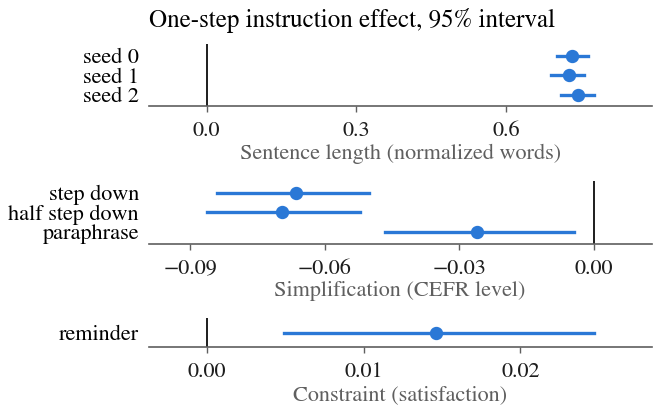 One-step instruction effect, 95% interval
seed 0
seed 1
seed 2
0.0 0.3 0.6
Sentence length (normalized words)
step down
half step down
paraphrase
−0.09 −0.06 −0.03 0.00
Simplification (CEFR level)
reminder
0.00 0.01 0.02
Constraint (satisfaction)